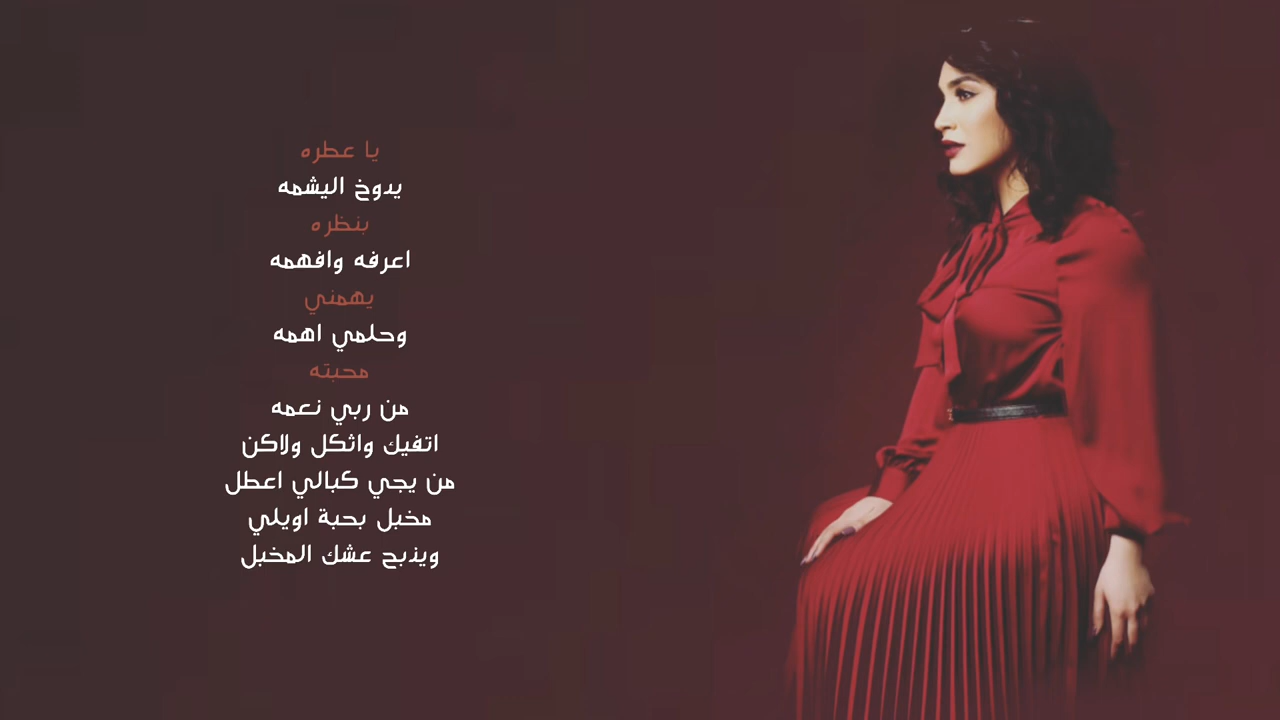 يا عطره
يدوخ اليشمه
بنظره
اعرفه وافهمه
يهمني
وحلمي اهمه
محبته
من ربي نعمه
اتفيك واثكل ولاكن
من يجي كبالي اعطل
مخبل بحبة اويلي
ويذبح عشك المخبل